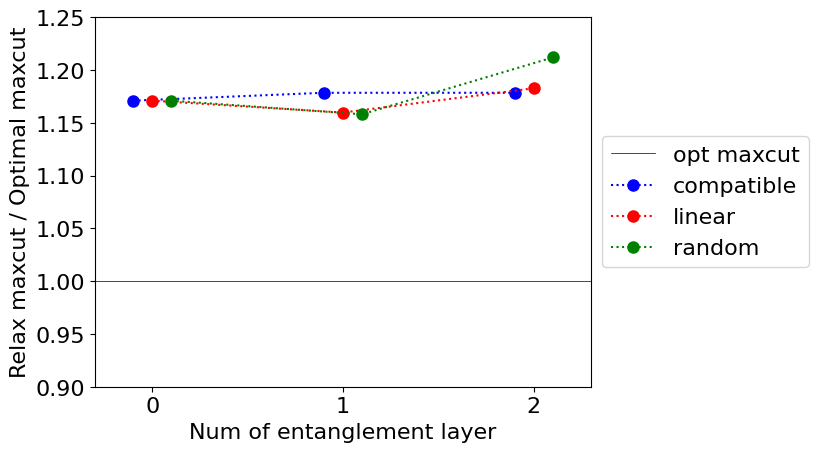 Relax maxcut / Optimal maxcut
1.25
1.20
1.15
1.10
1.05
1.00
0.95
0.90
0
1
2
Num of entanglement layer
opt maxcut
compatible
linear
random